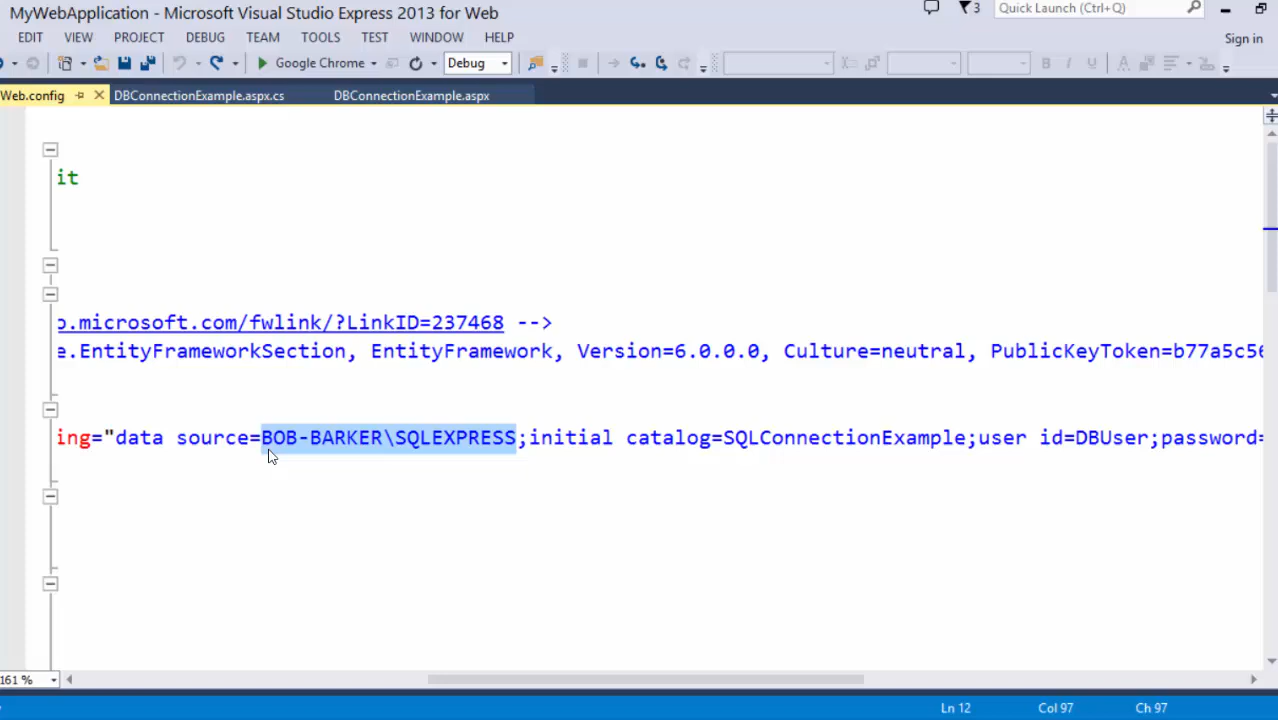 MyWebApplication - Microsoft Visual Studio Express 2013 for Web
3
Quick Launch (Ctrl+Q)
EDIT VIEW PROJECT DEBUG TEAM TOOLS TEST WINDOW HELP
Sign in
Google Chrome Debug
Web.config DBConnectionExample.aspx.cs DBConnectionExample.aspx
it
o.microsoft.com/fwlink/?LinkID=237468 -->
e.EntityFrameworkSection, EntityFramework, Version=6.0.0.0, Culture=neutral, PublicKeyToken=b77a5c56
ing="data source=BOB-BARKER\SQLEXPRESS;initial catalog=SQLConnectionExample;user id=DBUser;password=
161 %
Ln 12 Col 97 Ch 97